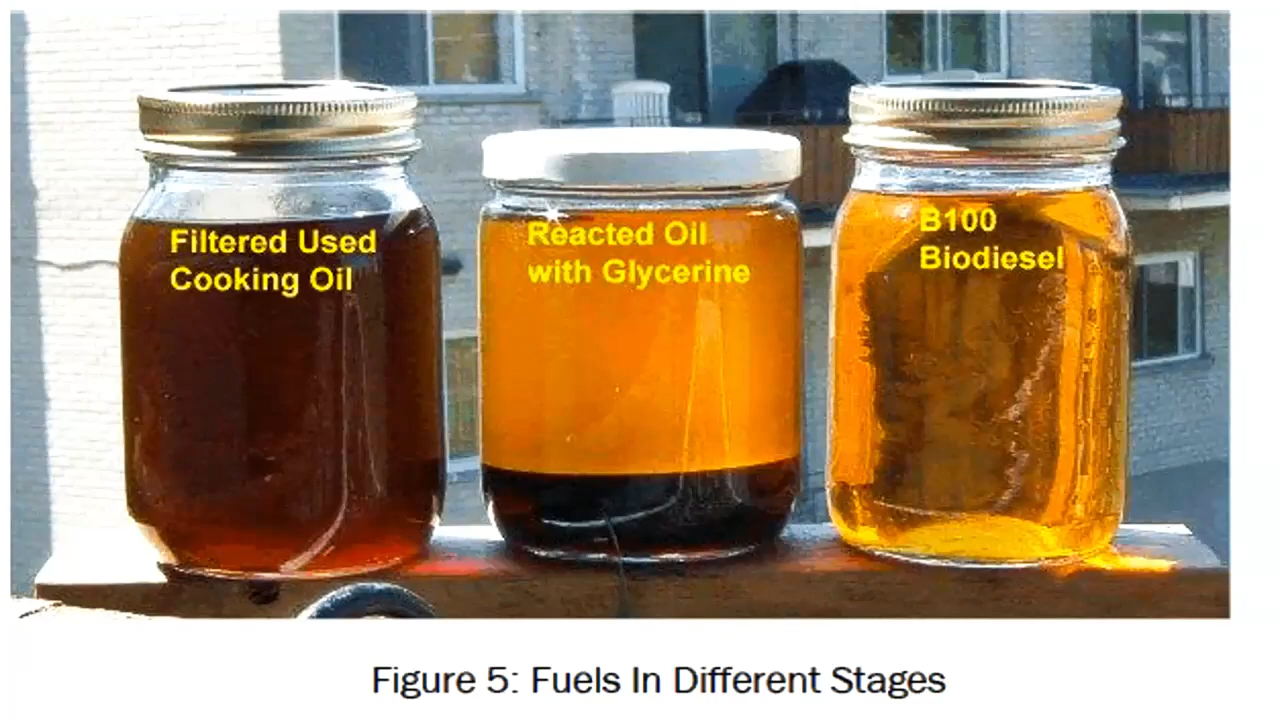 Filtered Used
Cooking Oil
Reacted Oil
with Glycerine
B100
Biodiesel
Figure 5: Fuels In Different Stages